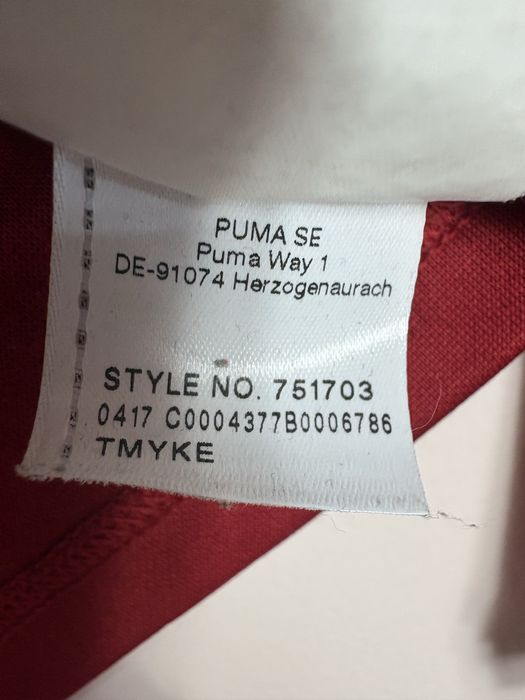 PUMA SE
Puma Way 1
DE-91074 Herzogenaurach
STYLE NO. 751703
0417 C0004377B0006786
TMYKE